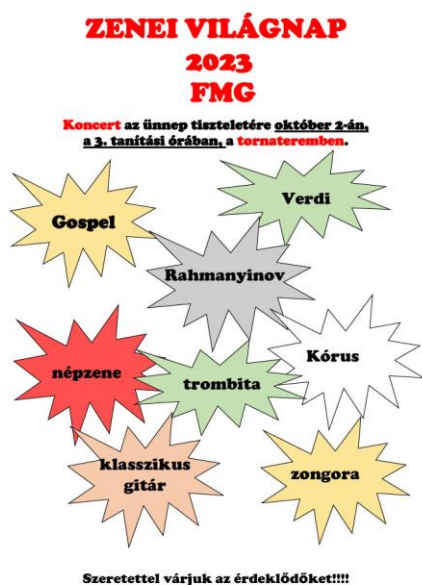 ZENEI VILÁGNAP
2023
FMG
Koncert az ünnep tiszteletére október 2-án,
a 3. tanítási órában, a tornateremben.
Verdi
Gospel
Rahmanyinov
Kórus
népzene
trombita
klasszikus
gitár
zongora
Szeretettel várjuk az érdeklődőket!!!!